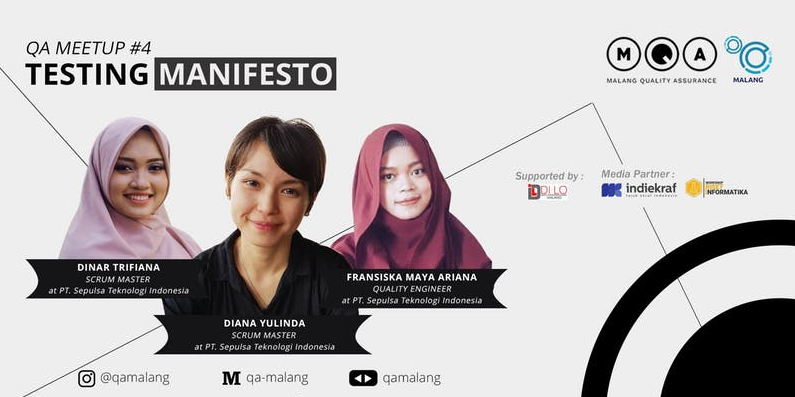 QA MEETUP #4
TESTING MANIFESTO
M Q A
MALANG QUALITY ASSURANCE
MALANG
Supported by :
DILO
MALANG
Media Partner :
indiekraf
INFORMATIKA
DINAR TRIFIANA
SCRUM MASTER
at PT. Sepulsa Teknologi Indonesia
DIANA YULINDA
SCRUM MASTER
at PT. Sepulsa Teknologi Indonesia
FRANSISKA MAYA ARIANA
QUALITY ENGINEER
at PT. Sepulsa Teknologi Indonesia
@qamalang
M qa-malang
qamalang